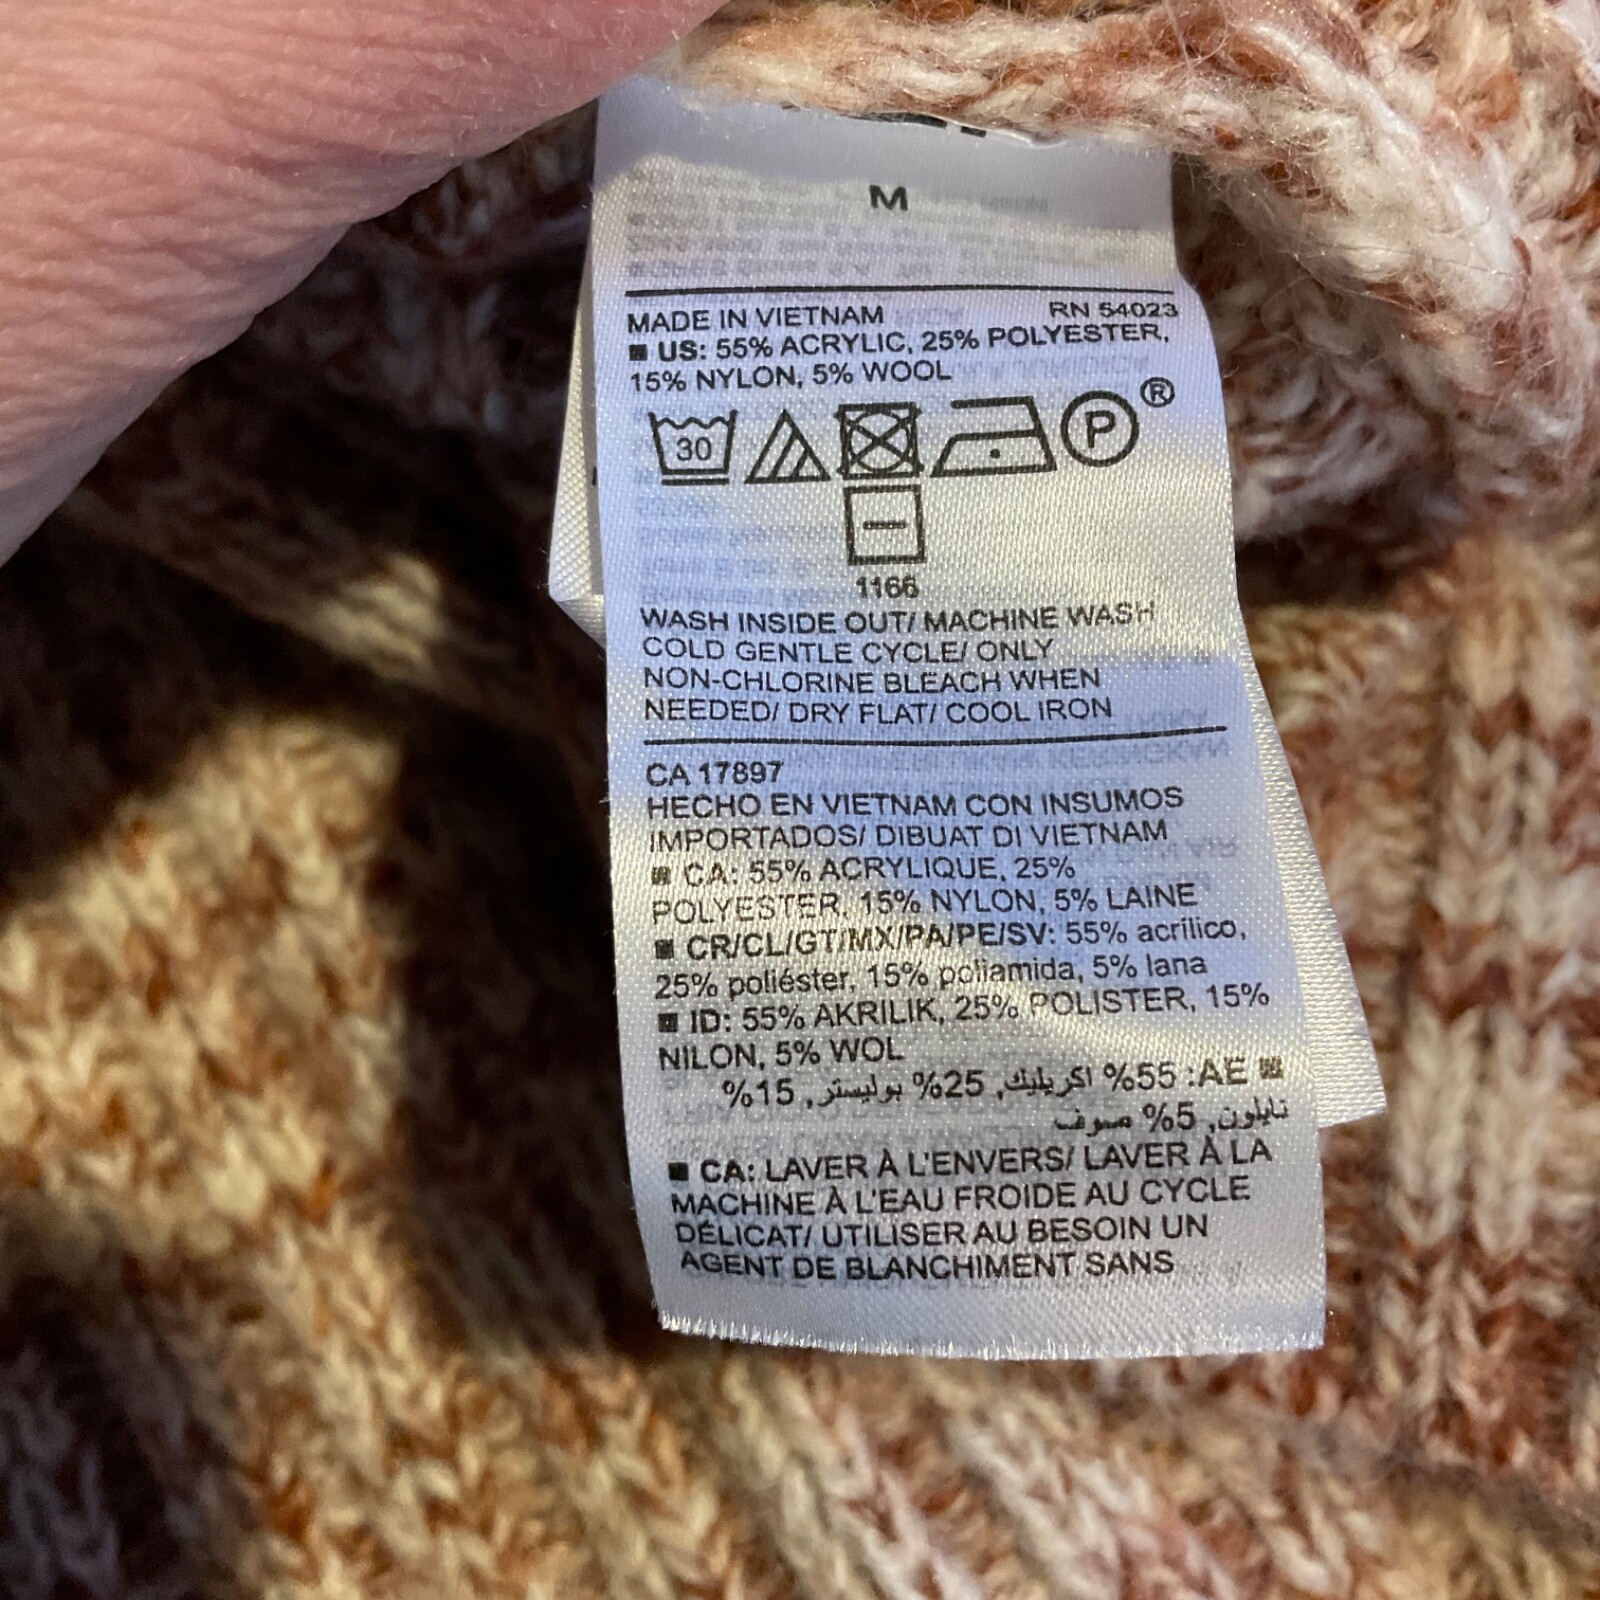 M
MADE IN VIETNAM RN 54023
■ US: 55% ACRYLIC, 25% POLYESTER,
15% NYLON, 5% WOOL
30 P ®
1166
WASH INSIDE OUT/ MACHINE WASH
COLD GENTLE CYCLE/ ONLY
NON-CHLORINE BLEACH WHEN
NEEDED/ DRY FLAT/ COOL IRON
CA 17897
HECHO EN VIETNAM CON INSUMOS
IMPORTADOS/ DIBUAT DI VIETNAM
■ CA: 55% ACRYLIQUE, 25%
POLYESTER, 15% NYLON, 5% LAINE
■ CR/CL/GT/MX/PA/PE/SV: 55% acrílico,
25% poliéster, 15% poliamida, 5% lana
■ ID: 55% AKRILIK, 25% POLISTER, 15%
NILON, 5% WOL
■ AE: 55% اكريليك, 25% بوليستر, 15%
نايلون, 5% صوف
■ CA: LAVER À L'ENVERS/ LAVER À LA
MACHINE À L'EAU FROIDE AU CYCLE
DÉLICAT/ UTILISER AU BESOIN UN
AGENT DE BLANCHIMENT SANS